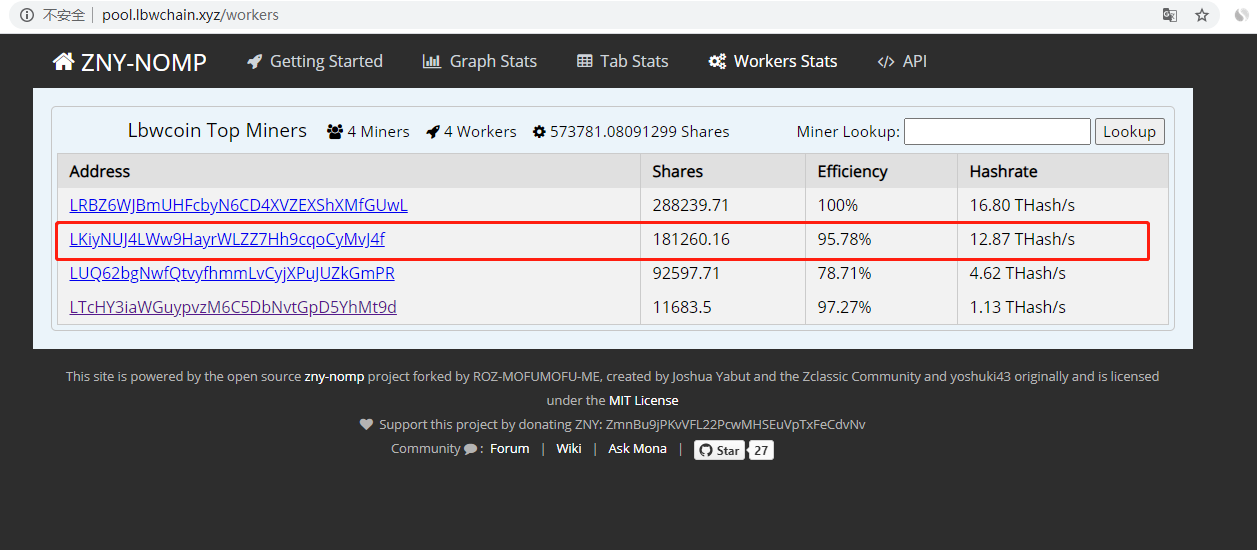 不安全 | pool.lbwchain.xyz/workers
ZNY-NOMP Getting Started Graph Stats Tab Stats Workers Stats </> API
Lbwcoin Top Miners 4 Miners 4 Workers 573781.08091299 Shares Miner Lookup: Lookup
Address Shares Efficiency Hashrate
LRBZ6WJBmUHFcbyN6CD4XVZEXShXMfGUwL 288239.71 100% 16.80 THash/s
LKiyNUJ4LWw9HayrWLZZ7Hh9cqoCyMvJ4f 181260.16 95.78% 12.87 THash/s
LUQ62bgNwfQtvyfhmmLvCyjXPuJUZkGmPR 92597.71 78.71% 4.62 THash/s
LTcHY3iaWGuypvzM6C5DbNvtGpD5YhMt9d 11683.5 97.27% 1.13 THash/s
This site is powered by the open source zny-nomp project forked by ROZ-MOFUMOFU-ME, created by Joshua Yabut and the Zclassic Community and yoshuki43 originally and is licensed
under the MIT License
Support this project by donating ZNY: ZmnBu9jPKvVFL22PcwMHSEuVpTxFeCdvNv
Community : Forum | Wiki | Ask Mona | Star 27